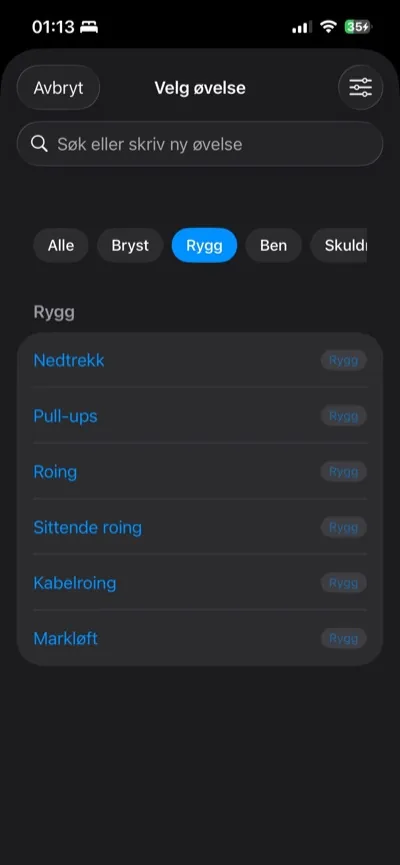 01:13
35
Avbryt
Velg øvelse
Søk eller skriv ny øvelse
Alle Bryst Rygg Ben Skuldr
Rygg
Nedtrekk Rygg
Pull-ups Rygg
Roing Rygg
Sittende roing Rygg
Kabelroing Rygg
Markløft Rygg